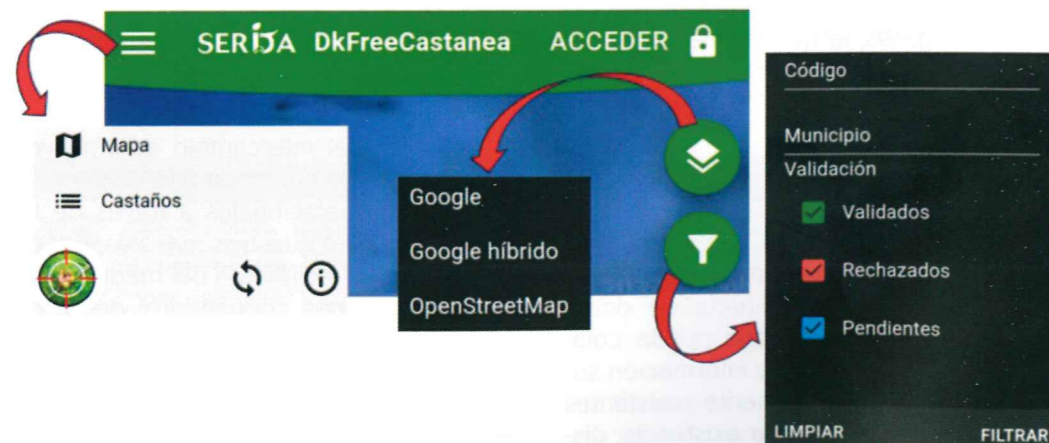 SERIDA DkFreeCastanea ACCEDER
Mapa
Castaños
Google
Google híbrido
OpenStreetMap
Código
Municipio
Validación
Validados
Rechazados
Pendientes
LIMPIAR FILTRAR